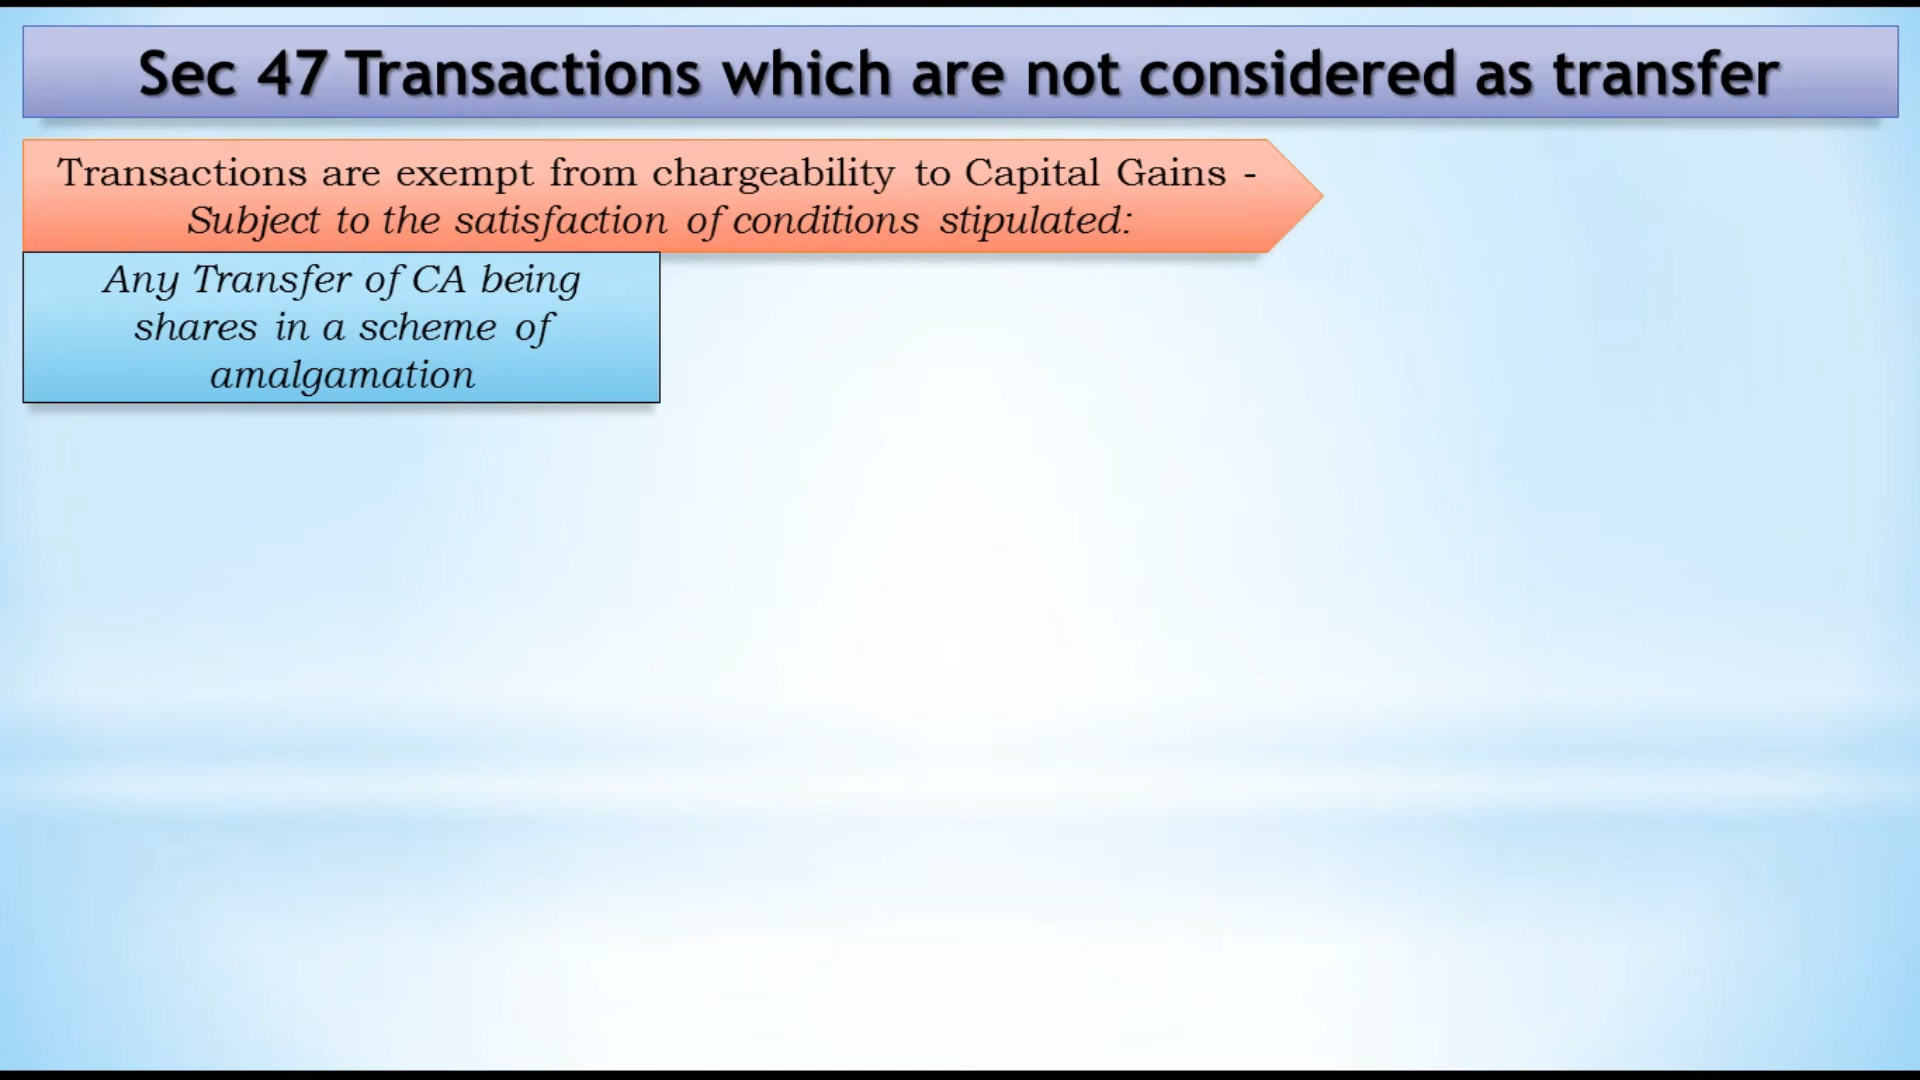 Sec 47 Transactions which are not considered as transfer
Transactions are exempt from chargeability to Capital Gains -
Subject to the satisfaction of conditions stipulated:
Any Transfer of CA being
shares in a scheme of
amalgamation